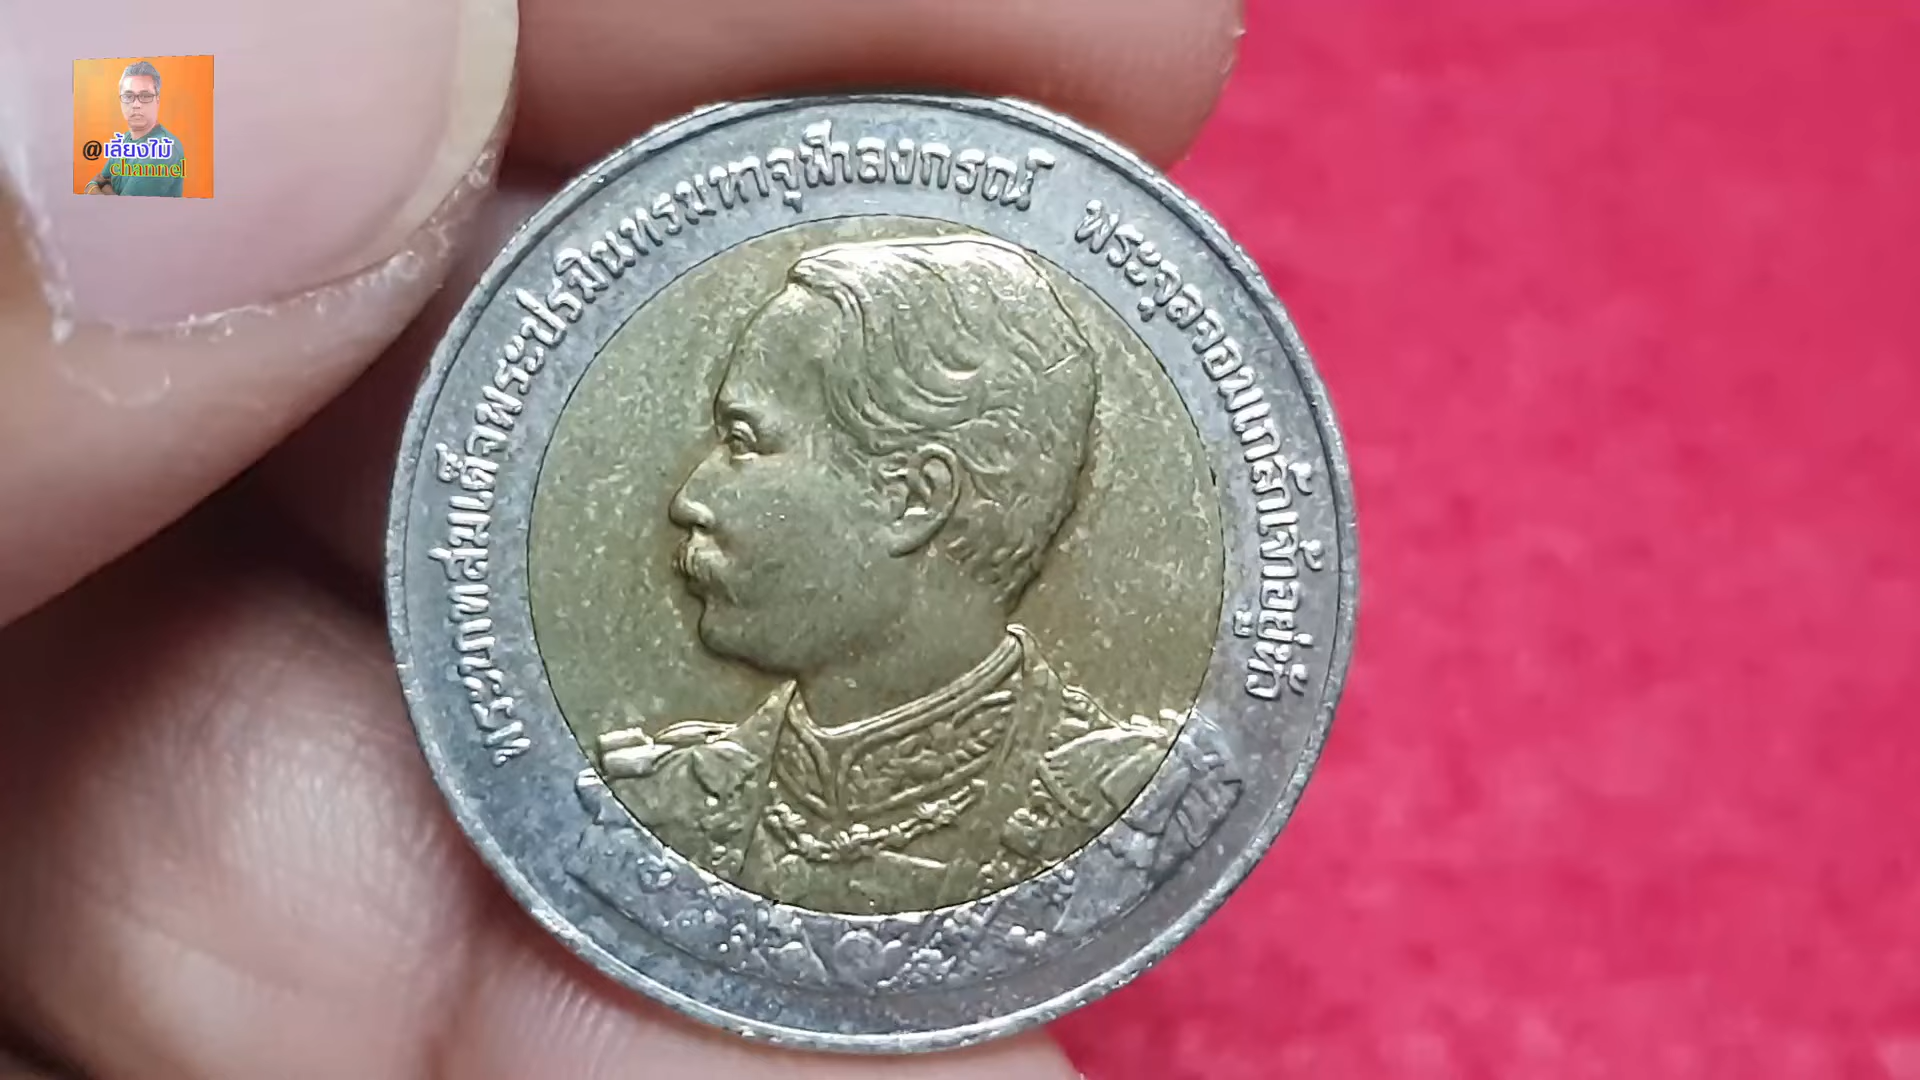 @เลี้ยงไม้
channel
พระบาทสมเด็จพระปรมินทรมหาจุฬาลงกรณ์ พระจุลจอมเกล้าเจ้าอยู่หัว